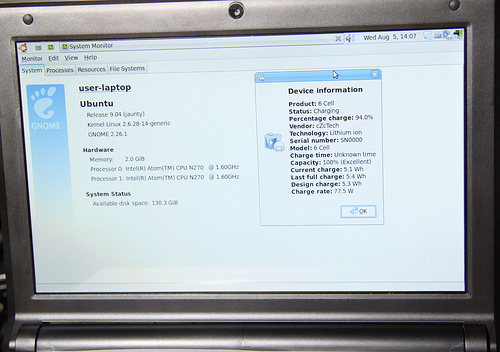 System Monitor
Wed Aug 5, 14:07
Monitor Edit View Help
System Processes Resources File Systems
user-laptop
Ubuntu
Release 9.04 (jaunty)
Kernel Linux 2.6.28-14-generic
GNOME 2.26.1
GNOME
Hardware
Memory: 2.0 GiB
Processor 0: Intel(R) Atom(TM) CPU N270 @ 1.60GHz
Processor 1: Intel(R) Atom(TM) CPU N270 @ 1.60GHz
System Status
Available disk space: 130.3 GiB
Device information
Product: 6 Cell
Status: Charging
Percentage charge: 94.0%
Vendor: cZcTech
Technology: Lithium ion
Serial number: SN0000
Model: 6 Cell
Charge time: Unknown time
Capacity: 100% (Excellent)
Current charge: 5.1 Wh
Last full charge: 5.4 Wh
Design charge: 5.3 Wh
Charge rate: 77.5 W
OK